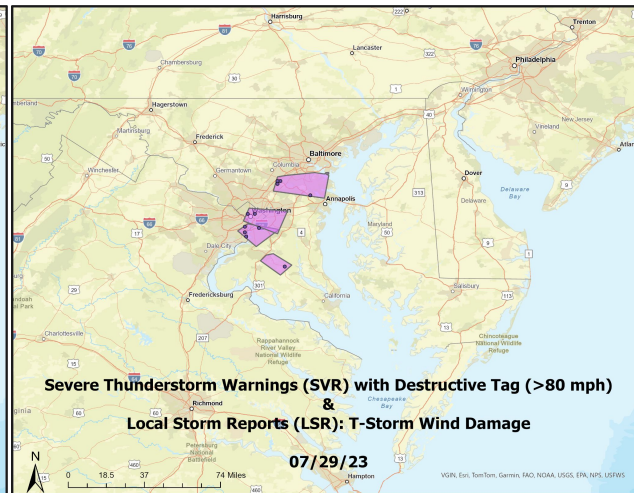 Harrisburg
Trenton
Lancaster
Philadelphia
Chambersburg
Wilmington
Hagerstown
Martinsburg
Frederick
Vineland
New Jersey
Baltimore
Winchester
Germantown
Columbia
Dover
Delaware
Delaware
Bay
Annapolis
Washington
Maryland
Dale City
Salisbury
Fredericksburg
California
Charlottesville
Chincoteague
National Wildlife
Refuge
Rappahannock
River Valley
National Wildlife
Refuge
Severe Thunderstorm Warnings (SVR) with Destructive Tag (>80 mph)
&
Local Storm Reports (LSR): T-Storm Wind Damage
07/29/23
Richmond
Chesapeake
Bay
Petersburg
National
Battlefield
Hampton
N
0 18.5 37 74 Miles
VGIN, Esri, TomTom, Garmin, FAO, NOAA, USGS, EPA, NPS, USFWS